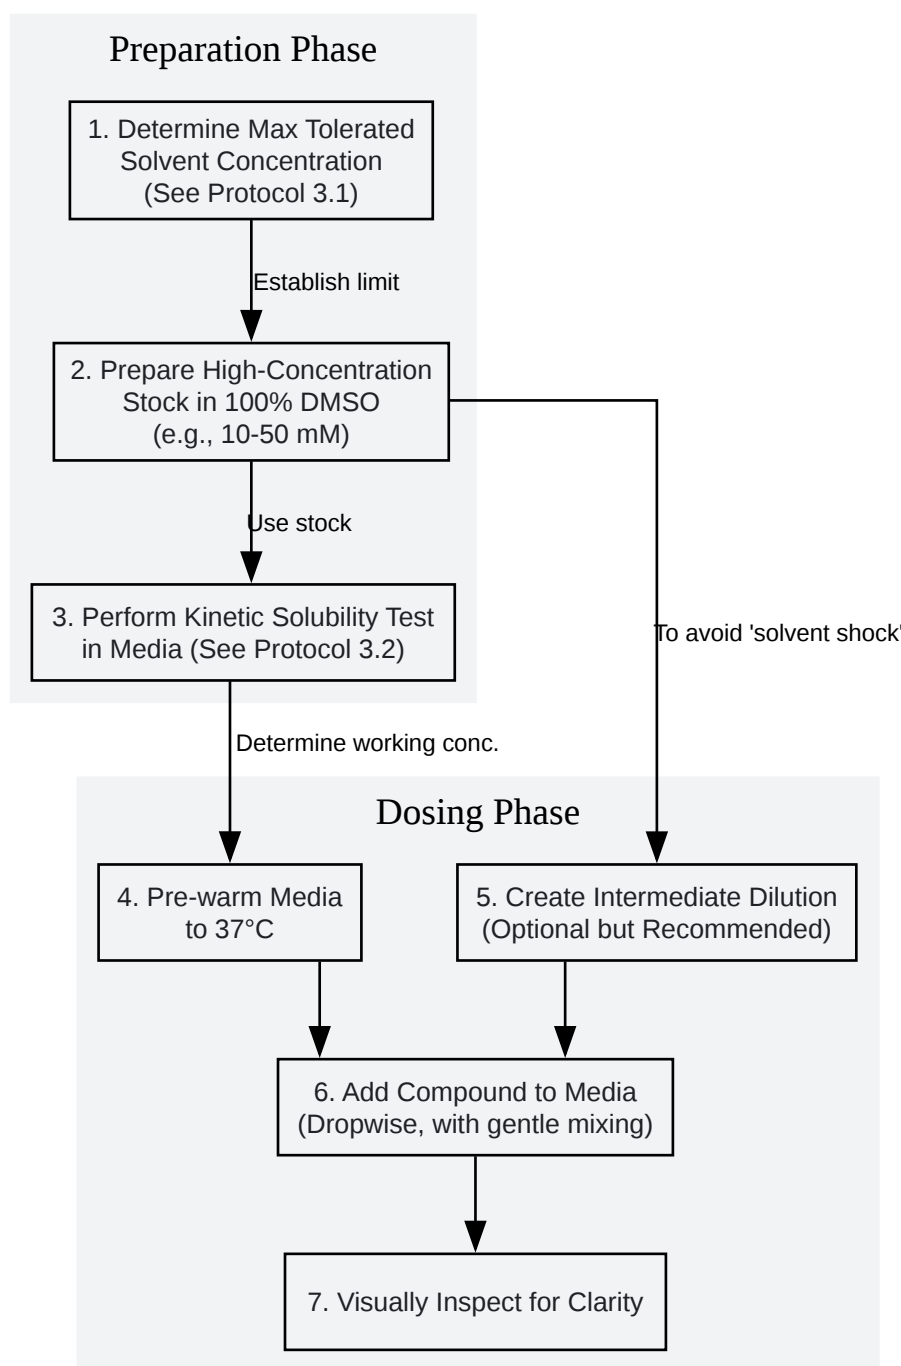 Preparation Phase
1. Determine Max Tolerated
Solvent Concentration
(See Protocol 3.1)
Establish limit
2. Prepare High-Concentration
Stock in 100% DMSO
(e.g., 10-50 mM)
Use stock
3. Perform Kinetic Solubility Test
in Media (See Protocol 3.2)
To avoid 'solvent shock'
Determine working conc.
Dosing Phase
4. Pre-warm Media
to 37°C
5. Create Intermediate Dilution
(Optional but Recommended)
6. Add Compound to Media
(Dropwise, with gentle mixing)
7. Visually Inspect for Clarity